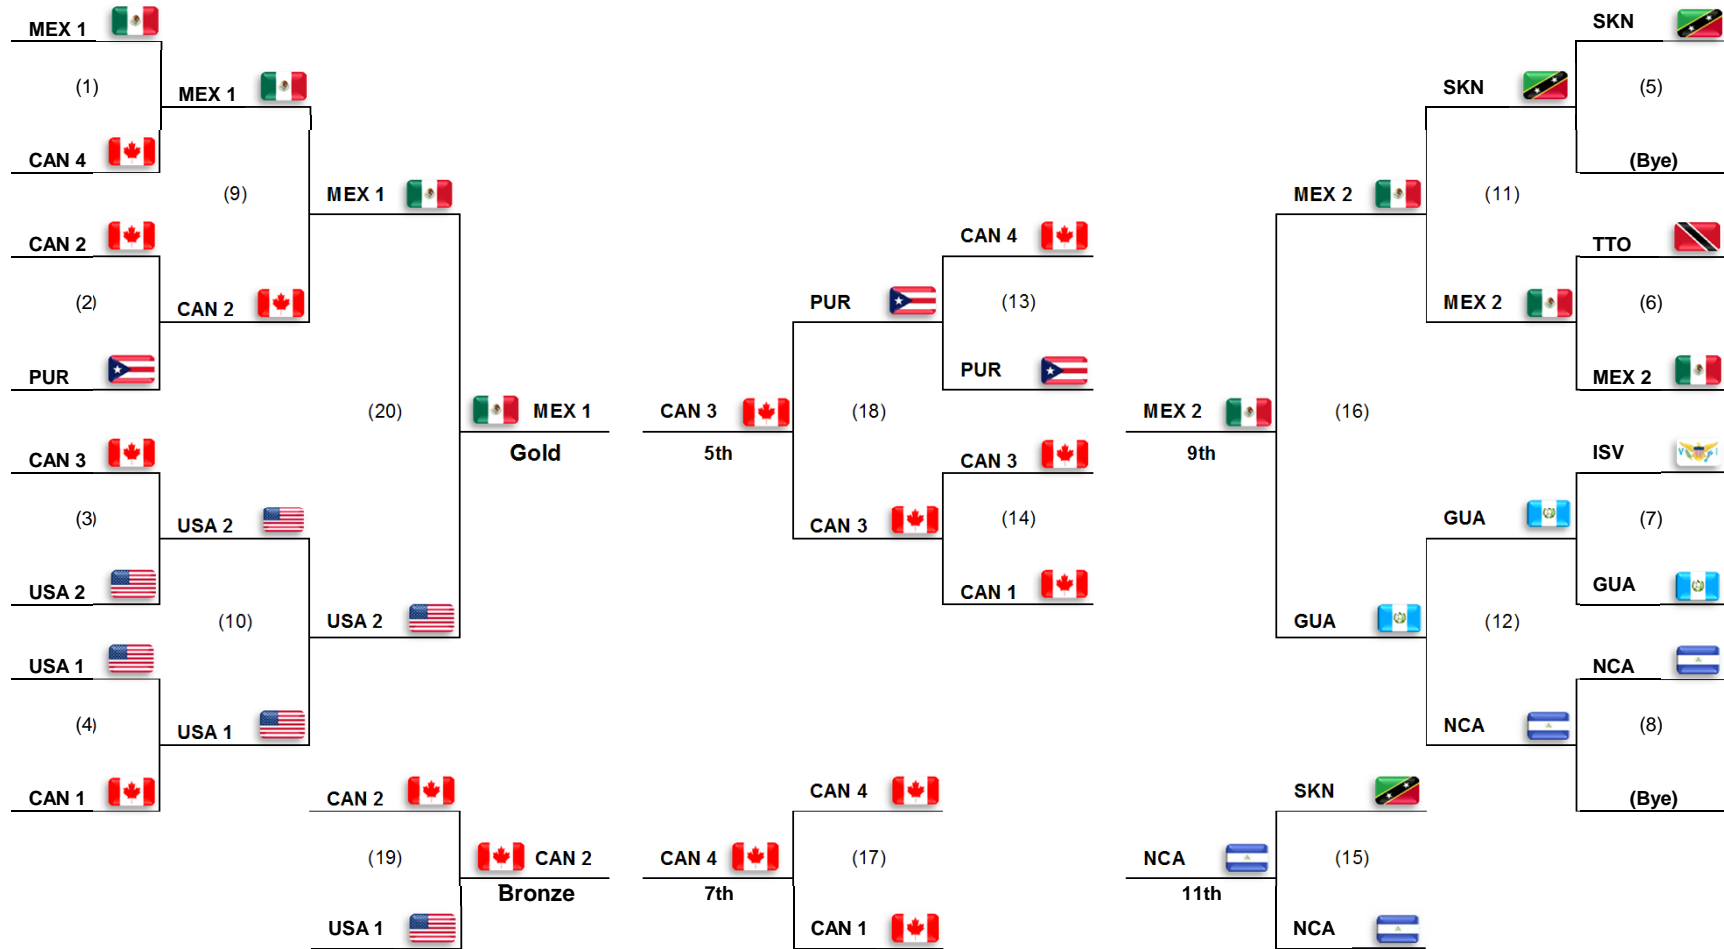 MEX 1
(1)
CAN 4
CAN 2
(2)
PUR
CAN 3
(3)
USA 2
USA 1
(4)
CAN 1
MEX 1
(9)
CAN 2
USA 2
(10)
USA 1
MEX 1
(20)
USA 2
MEX 1
Gold
CAN 2
(19)
USA 1
CAN 2
Bronze
CAN 4
(13)
PUR
CAN 3
(14)
CAN 1
PUR
(18)
CAN 3
CAN 3
5th
CAN 4
(17)
CAN 1
CAN 4
7th
SKN
(5)
(Bye)
TTO
(6)
MEX 2
ISV
V I
(7)
GUA
NCA
(8)
(Bye)
SKN
(11)
MEX 2
GUA
(12)
NCA
MEX 2
(16)
GUA
MEX 2
9th
SKN
(15)
NCA
NCA
11th